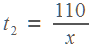 t₂ = 110/x